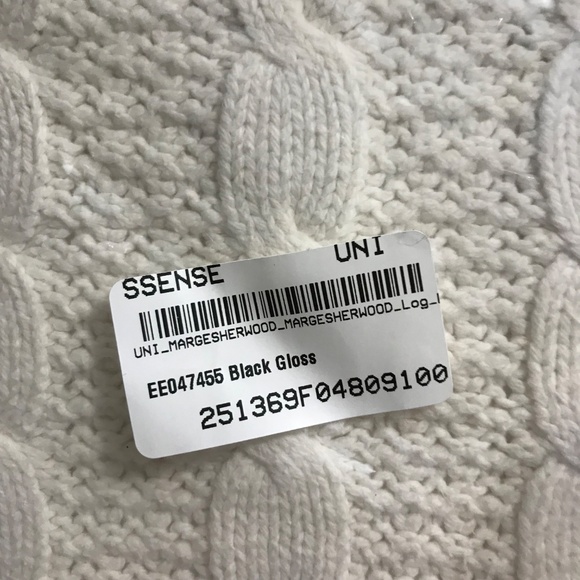 SSENSE UNI
UNI_MARGESHERWOOD_MARGESHERWOOD_Log_
EE047455 Black Gloss
251369F04809100